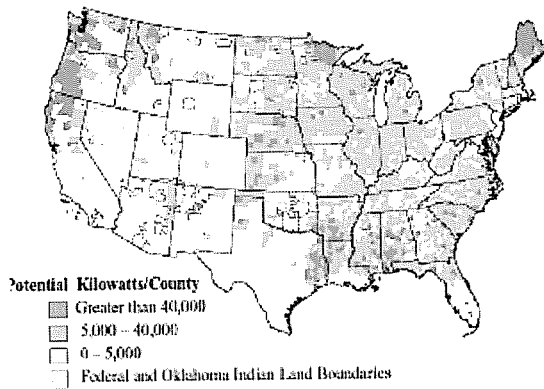 Potential Kilowatts/County
Greater than 40,000
5,000 – 40,000
0 – 5,000
Federal and Oklahoma Indian Land Boundaries